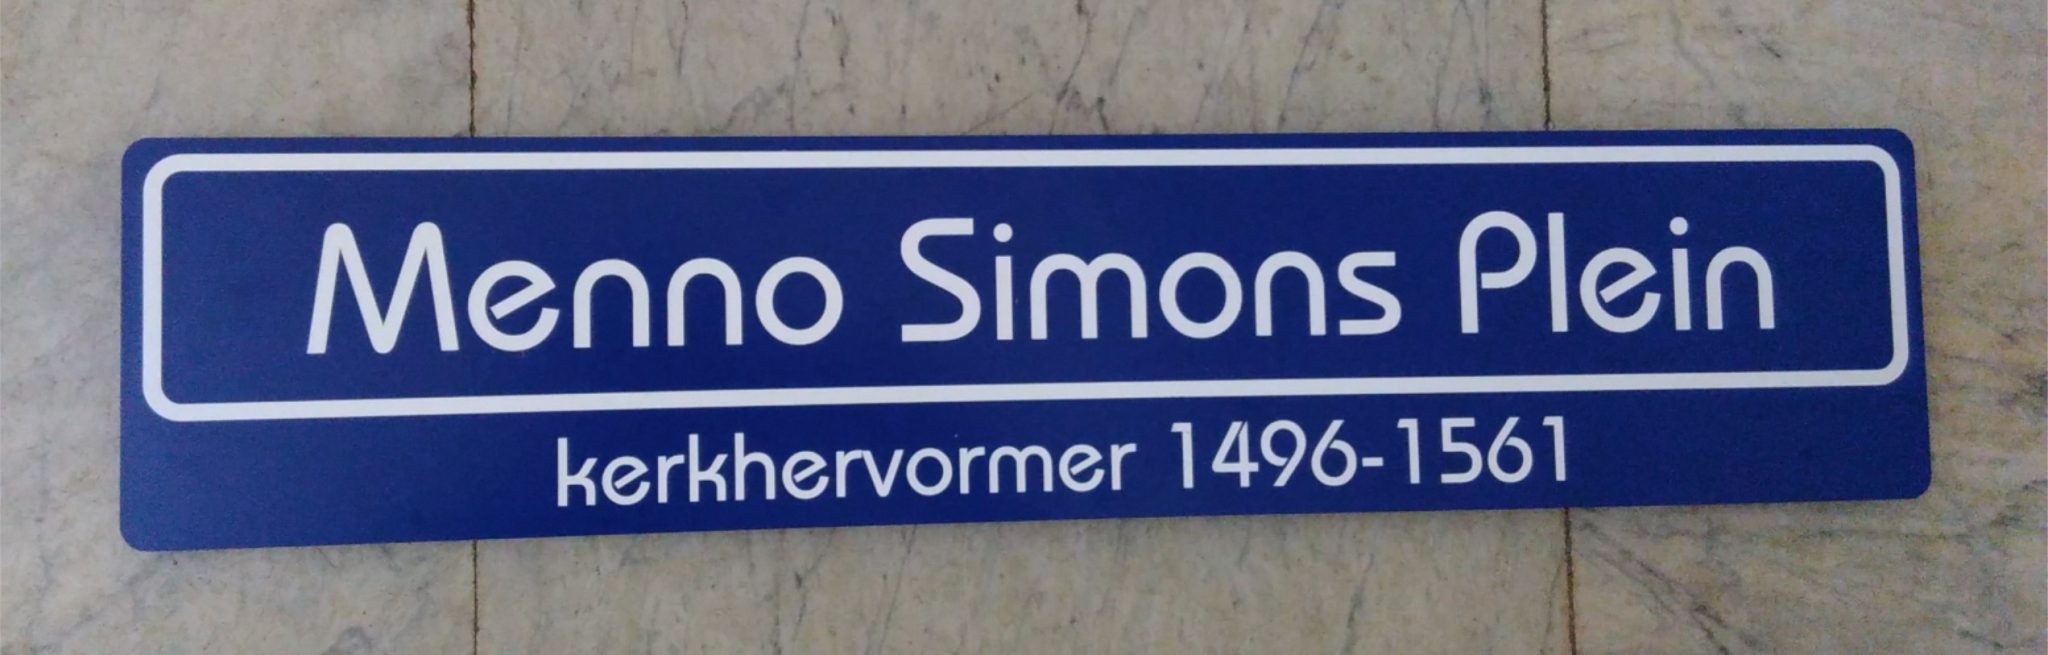 Menno Simons Plein
kerkhervormer 1496-1561